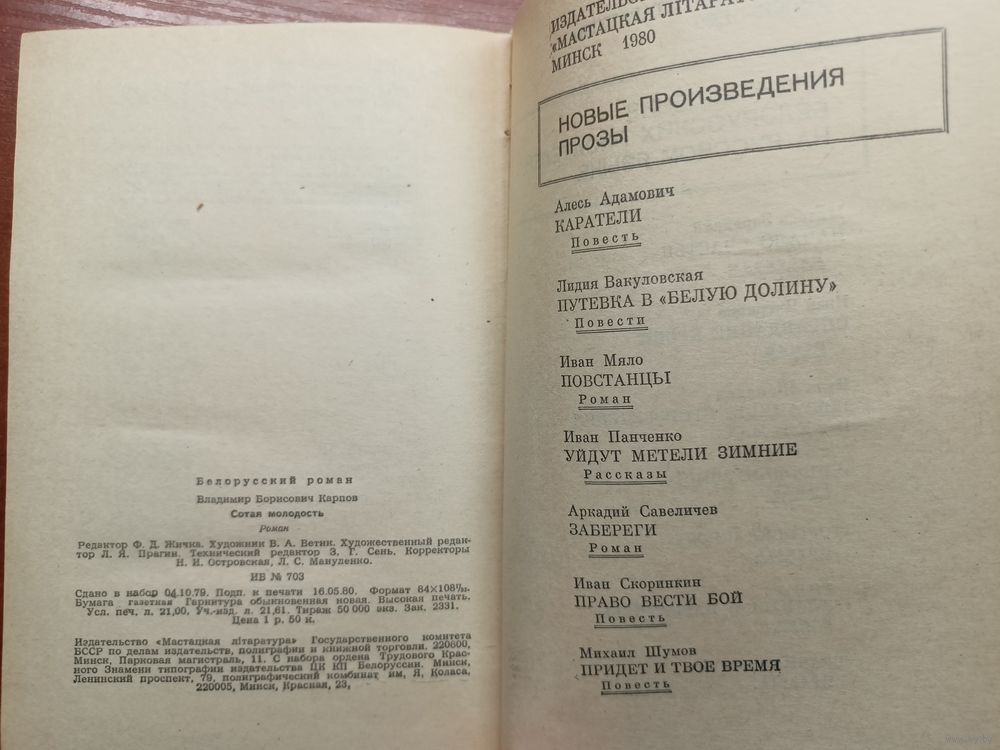 Белорусский роман
Владимир Борисович Карпов
Сотая молодость
Роман
Редактор Ф. Д. Жичка. Художник В. А. Ветик. Художественный редак-
тор Л. Я. Прагин. Технический редактор З. Г. Сень. Корректоры
Н. И. Островская, Л. С. Мануленко.
ИБ № 703
Сдано в набор 04.10.79. Подп. к печати 16.05.80. Формат 84×108¹/₃₂.
Бумага газетная Гарнитура обыкновенная новая. Высокая печать.
Усл. печ. л. 21,00. Уч.-изд. л. 21,61. Тираж 50 000 экз. Зак. 2331.
Цена 1 р. 50 к.
Издательство «Мастацкая літаратура» Государственного комитета
БССР по делам издательств, полиграфии и книжной торговли. 220600,
Минск, Парковая магистраль, 11. С набора ордена Трудового Крас-
ного Знамени типографии издательства ЦК КП Белоруссии. Минск,
Ленинский проспект, 79, полиграфический комбинат им. Я. Коласа,
220005, Минск, Красная, 23,
«МАСТАЦКАЯ
МИНСК 1980
НОВЫЕ ПРОИЗВЕДЕНИЯ
ПРОЗЫ
Алесь Адамович
КАРАТЕЛИ
Повесть
Лидия Вакуловская
ПУТЕВКА В «БЕЛУЮ ДОЛИНУ»
Повести
Иван Мяло
ПОВСТАНЦЫ
Роман
Иван Панченко
УЙДУТ МЕТЕЛИ ЗИМНИЕ
Рассказы
Аркадий Савеличев
ЗАБЕРЕГИ
Роман
Иван Скоринкин
ПРАВО ВЕСТИ БОЙ
Повесть
Михаил Шумов
ПРИДЕТ И ТВОЕ ВРЕМЯ
Повесть